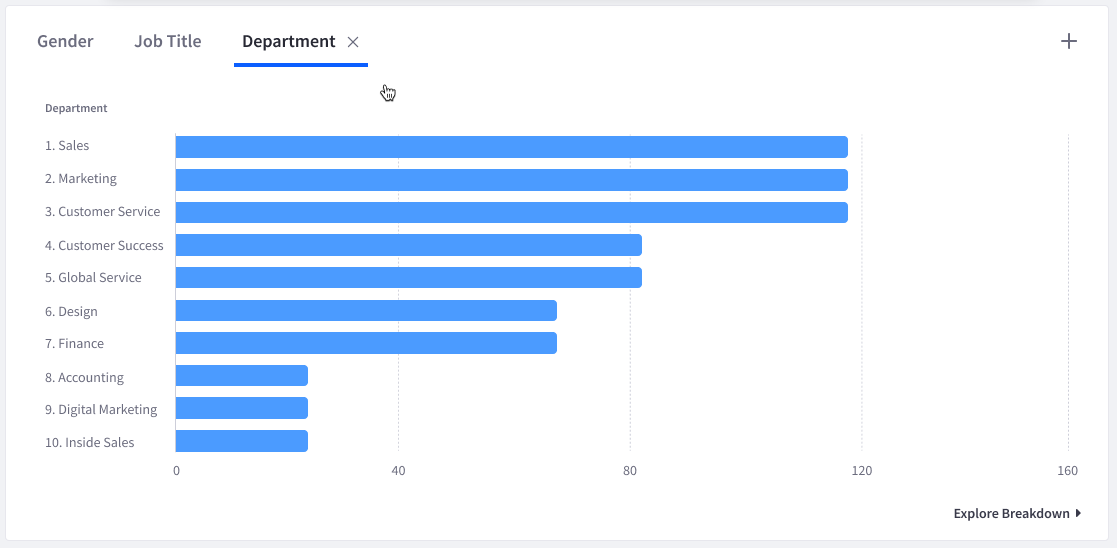 Gender Job Title Department
Department
1. Sales
2. Marketing
3. Customer Service
4. Customer Success
5. Global Service
6. Design
7. Finance
8. Accounting
9. Digital Marketing
10. Inside Sales
0 40 80 120 160
Explore Breakdown